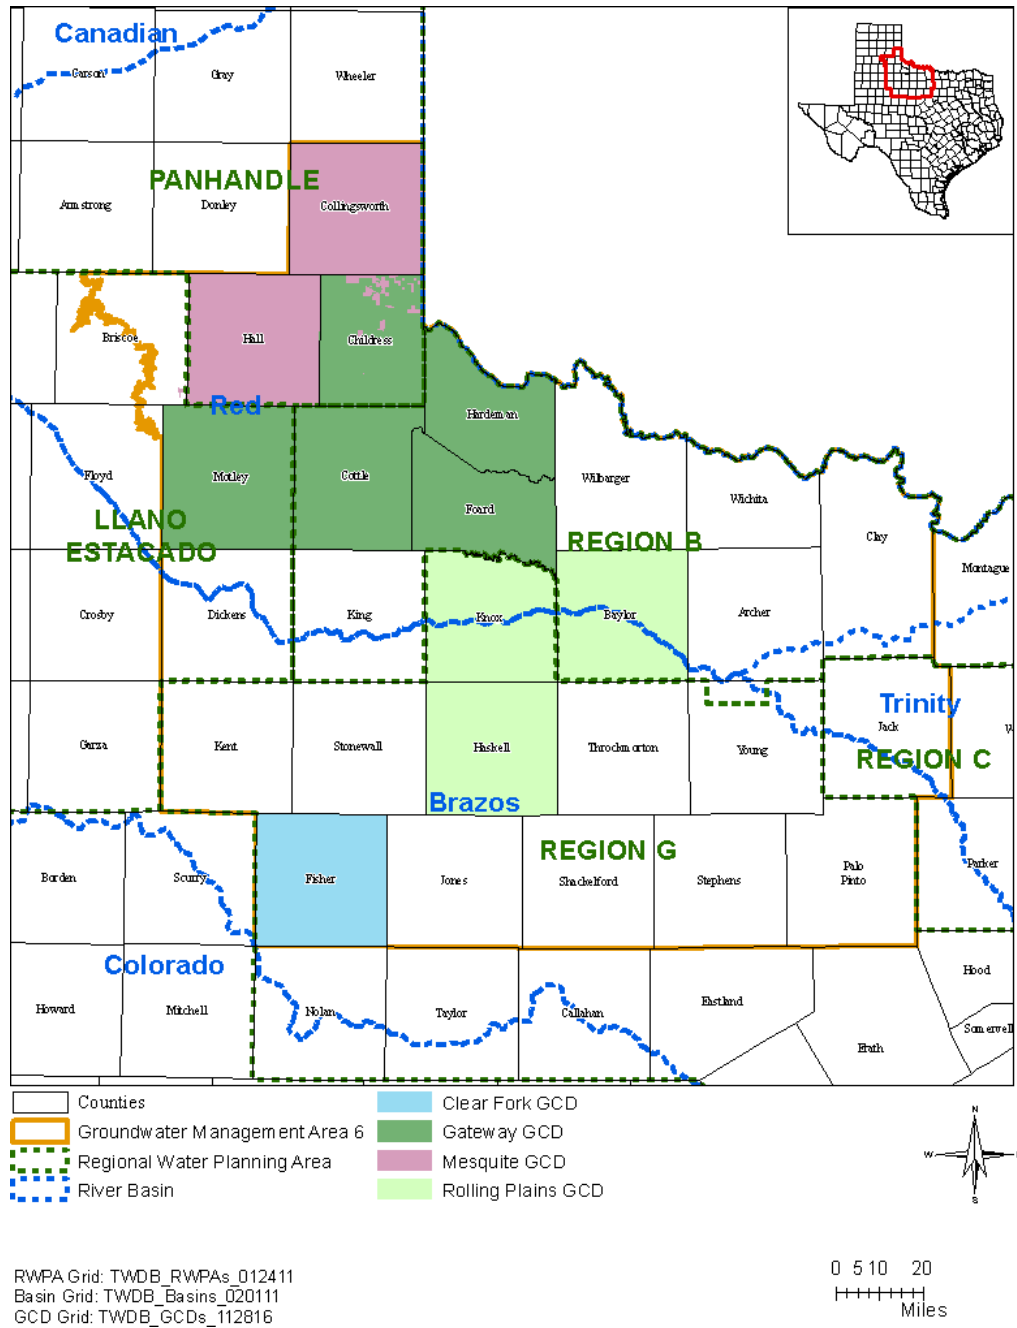 Canadian
Carson
Gray
Wheeler
PANHANDLE
Armstrong
Donley
Collingsworth
Briscoe
Hall
Childress
Red
Hardeman
Floyd
Motley
Cottle
Foard
Wilbarger
Wichita
Clay
Montague
LLANO
ESTACADO
REGION B
Crosby
Dickens
King
Knox
Baylor
Archer
Garza
Kent
Stonewall
Haskell
Throckmorton
Young
Jack
Trinity
REGION C
W
Brazos
REGION G
Borden
Scurry
Fisher
Jones
Shackelford
Stephens
Palo
Pinto
Parker
Colorado
Howard
Mitchell
Nolan
Taylor
Callahan
Eastland
Erath
Hood
Somervell
Counties
Groundwater Management Area 6
Regional Water Planning Area
River Basin
Clear Fork GCD
Gateway GCD
Mesquite GCD
Rolling Plains GCD
N
W
S
RWPA Grid: TWDB_RWPAs_012411
Basin Grid: TWDB_Basins_020111
GCD Grid: TWDB_GCDs_112816
0 5 10 20
Miles